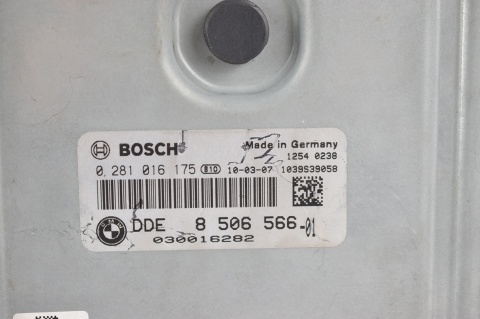 BOSCH
Made in Germany
1254 0238
0 281 016 175 810 10-03-07 1039S39058
DDE 8 506 566-01
030016282